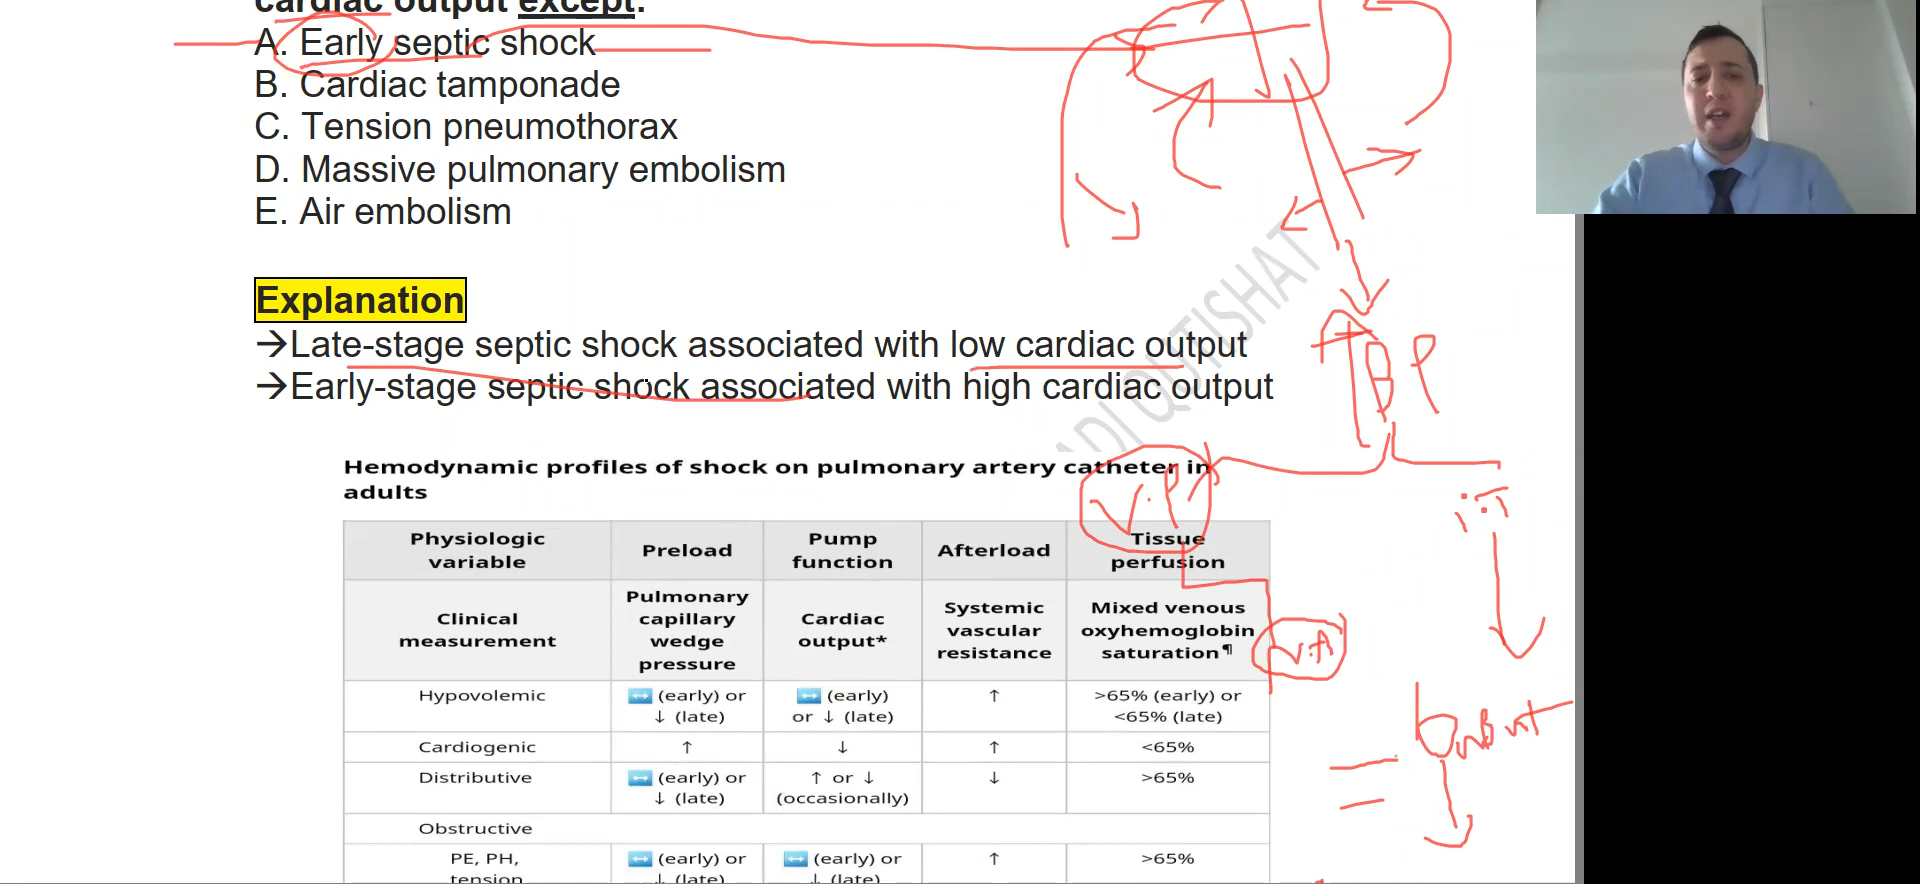 cardiac output except:
A. Early septic shock
B. Cardiac tamponade
C. Tension pneumothorax
D. Massive pulmonary embolism
E. Air embolism
Explanation
→Late-stage septic shock associated with low cardiac output
→Early-stage septic shock associated with high cardiac output
ADI QUTISHAT
BP
V.P
V.A
Hemodynamic profiles of shock on pulmonary artery catheter in
adults
Physiologic variable Preload Pump function Afterload Tissue perfusion
Clinical measurement Pulmonary capillary wedge pressure Cardiac output* Systemic vascular resistance Mixed venous oxyhemoglobin saturation¶
Hypovolemic ↔ (early) or ↓ (late) ↔ (early) or ↓ (late) ↑ >65% (early) or <65% (late)
Cardiogenic ↑ ↓ ↑ <65%
Distributive ↔ (early) or ↓ (late) ↑ or ↓ (occasionally) ↓ >65%
Obstructive
PE, PH, tension ↔ (early) or ↓ (late) ↔ (early) or ↓ (late) ↑ >65%